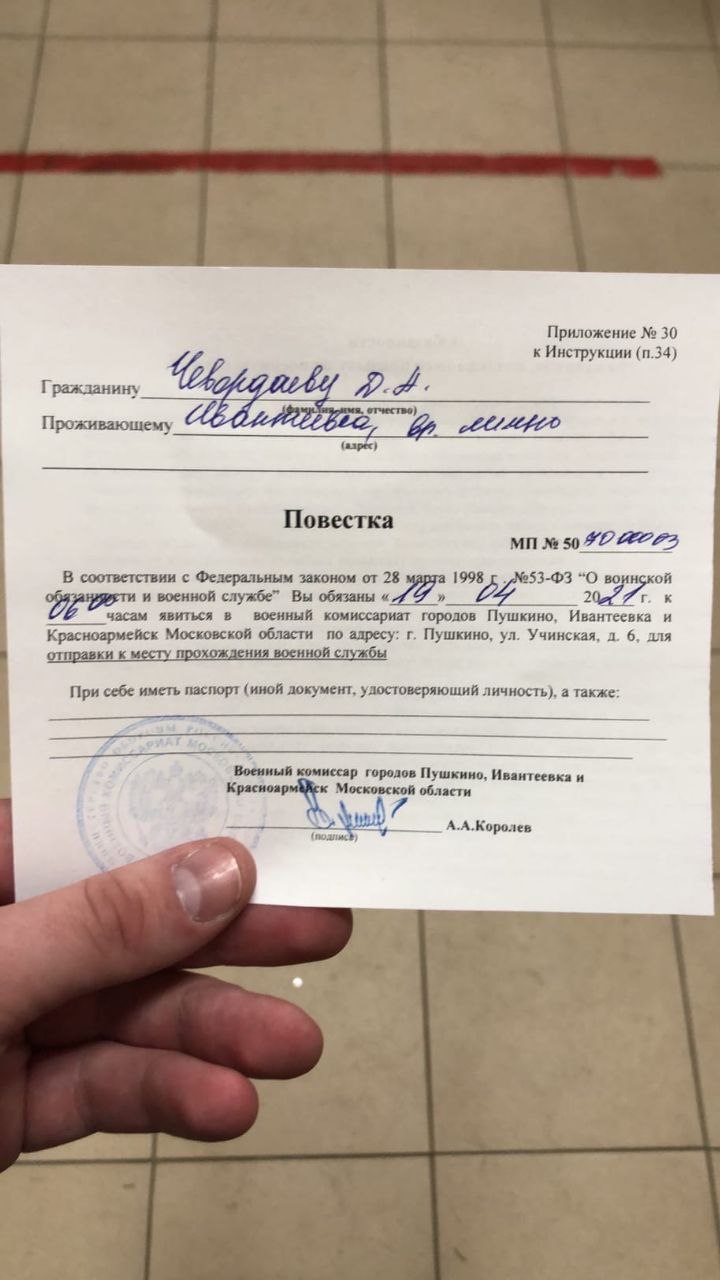 Приложение № 30
к Инструкции (п.34)
Гражданину Чевордаеву Д.А.
(фамилия, имя, отчество)
Проживающему Ивантеевка, вр.
(адрес)
Повестка
МП № 50 7000003
В соответствии с Федеральным законом от 28 марта 1998 г. №53-ФЗ “О воинской
обязанности и военной службе” Вы обязаны «19» 04 2021 г. к
06 00 часам явиться в военный комиссариат городов Пушкино, Ивантеевка и
Красноармейск Московской области по адресу: г. Пушкино, ул. Учинская, д. 6, для
отправки к месту прохождения военной службы
При себе иметь паспорт (иной документ, удостоверяющий личность), а также:
Военный комиссар городов Пушкино, Ивантеевка и
Красноармейск Московской области
А.А.Королев
(подпись)